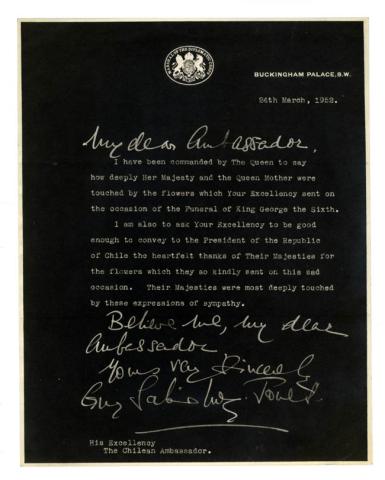 BUCKINGHAM PALACE, S.W.
24th March, 1952.
My dear Ambassador,
I have been commanded by The Queen to say
how deeply Her Majesty and the Queen Mother were
touched by the flowers which Your Excellency sent on
the occasion of the Funeral of King George the Sixth.
I am also to ask Your Excellency to be good
enough to convey to the President of the Republic
of Chile the heartfelt thanks of Their Majesties for
the flowers which they so kindly sent on this sad
occasion. Their Majesties were most deeply touched
by these expressions of sympathy.
Believe me, my dear
Ambassador
Yours very sincerely
Guy Salisbury-Jones.
His Excellency
The Chilean Ambassador.